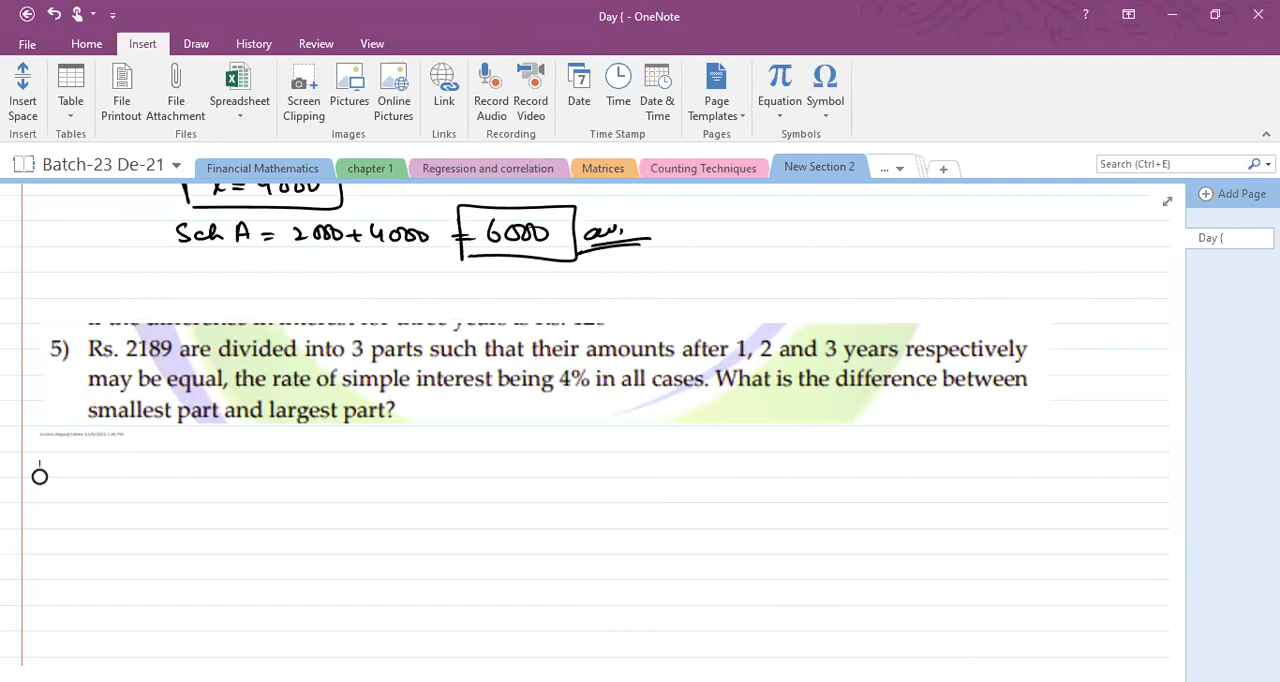 Day { - OneNote
?
File Home Insert Draw History Review View
Insert Space Table File Printout File Attachment Spreadsheet Screen Clipping Pictures Online Pictures Link Record Audio Record Video Date Time Date & Time Page Templates Equation Symbol
Insert Tables Files Images Links Recording Time Stamp Pages Symbols
Batch-23 De-21 Financial Mathematics chapter 1 Regression and correlation Matrices Counting Techniques New Section 2 ... + Search (Ctrl+E)
Add Page
Day {
x = 4000
Sch A = 2000+4000 = 6000 ans.
5) Rs. 2189 are divided into 3 parts such that their amounts after 1, 2 and 3 years respectively
may be equal, the rate of simple interest being 4% in all cases. What is the difference between
smallest part and largest part?